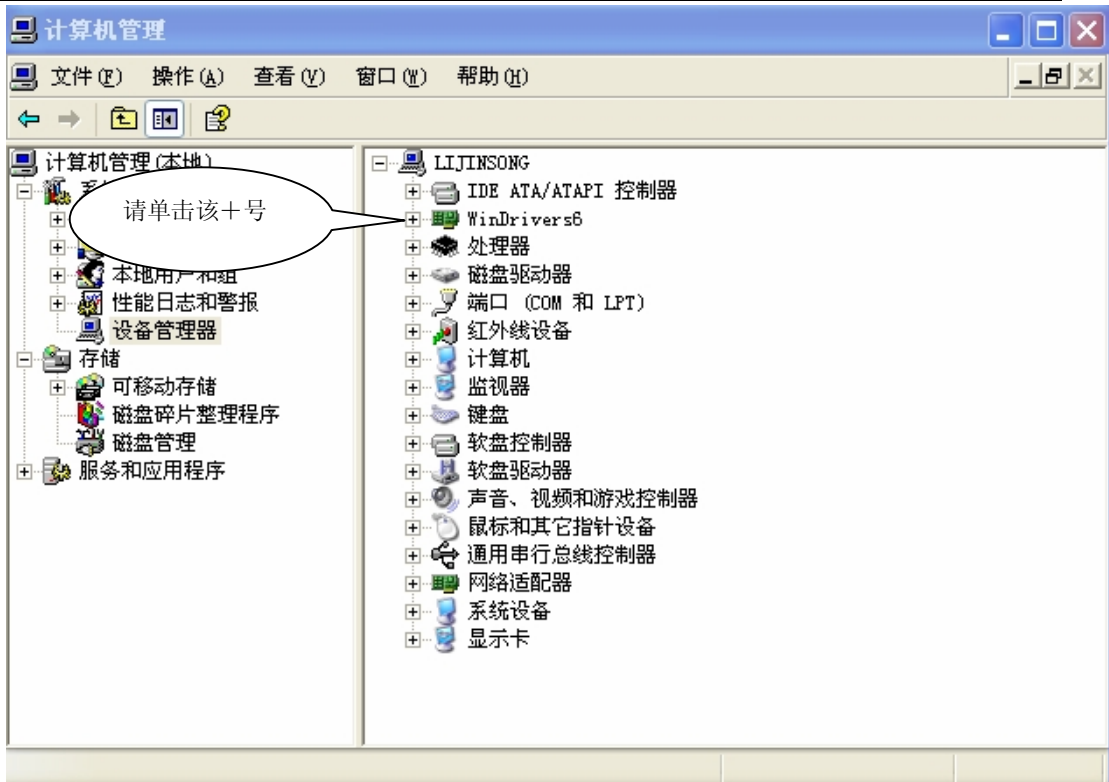 计算机管理
文件(F) 操作(A) 查看(V) 窗口(W) 帮助(H)
计算机管理(本地)
请单击该＋号
本地用户和组
性能日志和警报
设备管理器
存储
可移动存储
磁盘碎片整理程序
磁盘管理
服务和应用程序
LIJINSONG
IDE ATA/ATAPI 控制器
WinDrivers6
处理器
磁盘驱动器
端口 (COM 和 LPT)
红外线设备
计算机
监视器
键盘
软盘控制器
软盘驱动器
声音、视频和游戏控制器
鼠标和其它指针设备
通用串行总线控制器
网络适配器
系统设备
显示卡